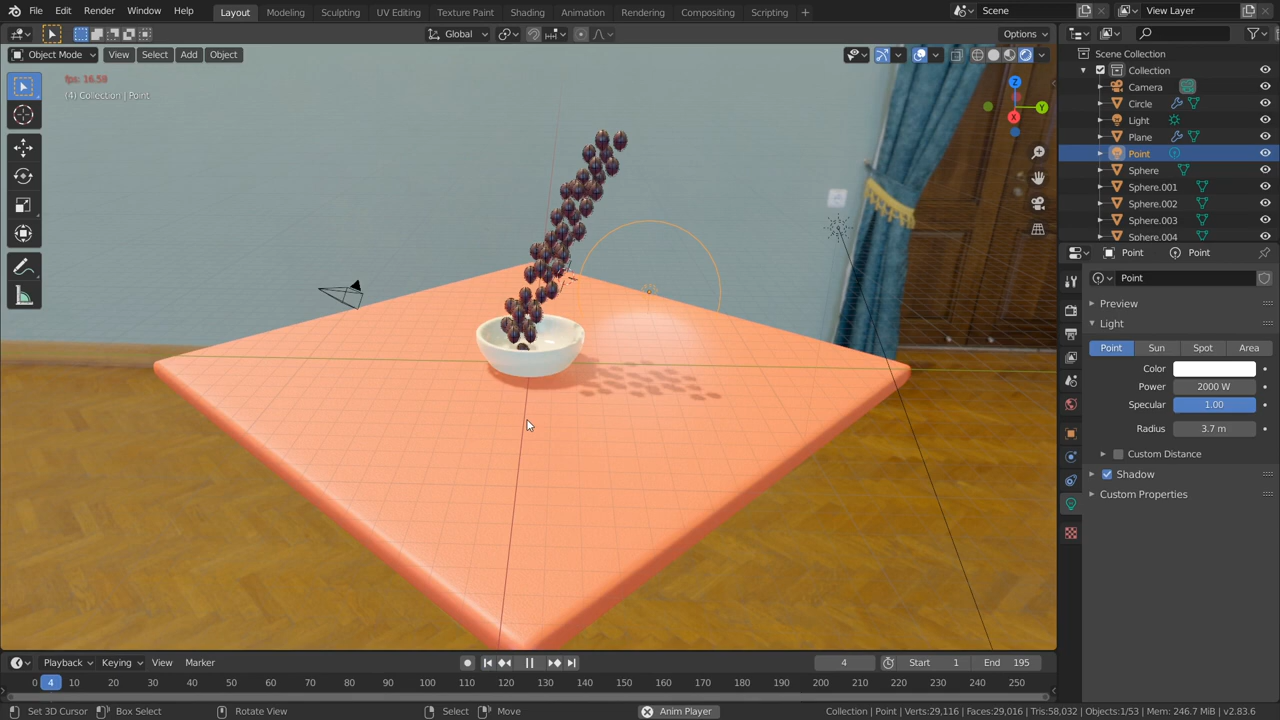 File Edit Render Window Help Layout Modeling Sculpting UV Editing Texture Paint Shading Animation Rendering Compositing Scripting + Scene View Layer
Global Options
Object Mode View Select Add Object
fps: 16.58
(4) Collection | Point
Z
Y
X
Scene Collection
Collection
Camera
Circle
Light
Plane
Point
Sphere
Sphere.001
Sphere.002
Sphere.003
Sphere.004
Point Point
Point
Preview
Light
Point Sun Spot Area
Color
Power 2000 W
Specular 1.00
Radius 3.7 m
Custom Distance
Shadow
Custom Properties
Playback Keying View Marker 4 Start 1 End 195
0 4 10 20 30 40 50 60 70 80 90 100 110 120 130 140 150 160 170 180 190 200 210 220 230 240 250
Set 3D Cursor Box Select Rotate View Select Move Anim Player Collection | Point | Verts:29,116 | Faces:29,016 | Tris:58,032 | Objects:1/53 | Mem: 246.7 MiB | v2.83.6